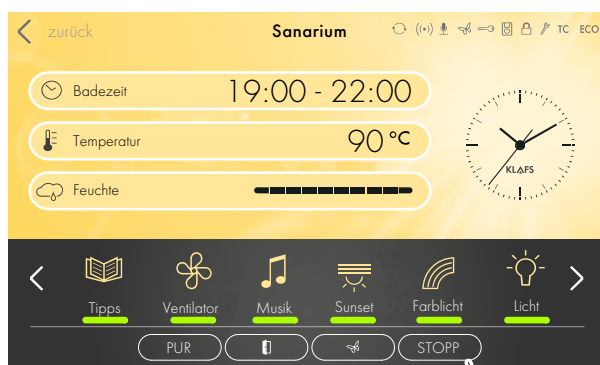 zurück Sanarium TC ECO
Badezeit 19:00 - 22:00
Temperatur 90 °C
KLAFS
Feuchte
Tipps Ventilator Musik Sunset Farblicht Licht
PUR STOPP